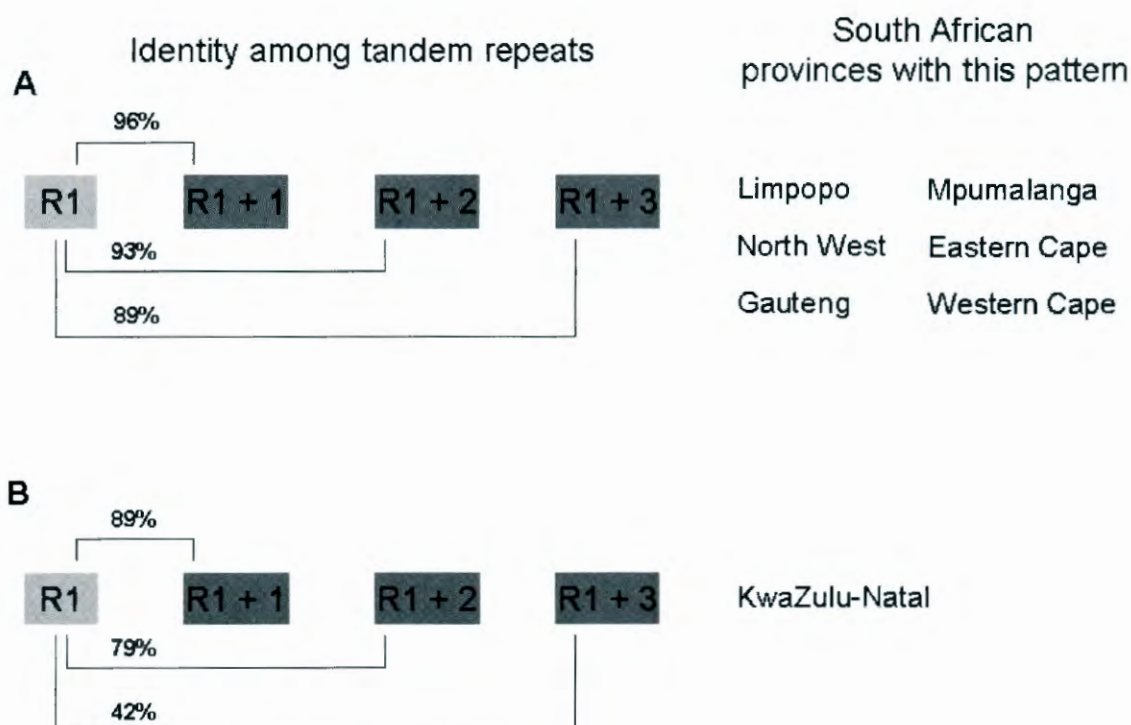 Identity among tandem repeats
South African
provinces with this pattern
A
96%
R1 R1 + 1 R1 + 2 R1 + 3
93%
89%
Limpopo Mpumalanga
North West Eastern Cape
Gauteng Western Cape
B
89%
R1 R1 + 1 R1 + 2 R1 + 3
KwaZulu-Natal
79%
42%